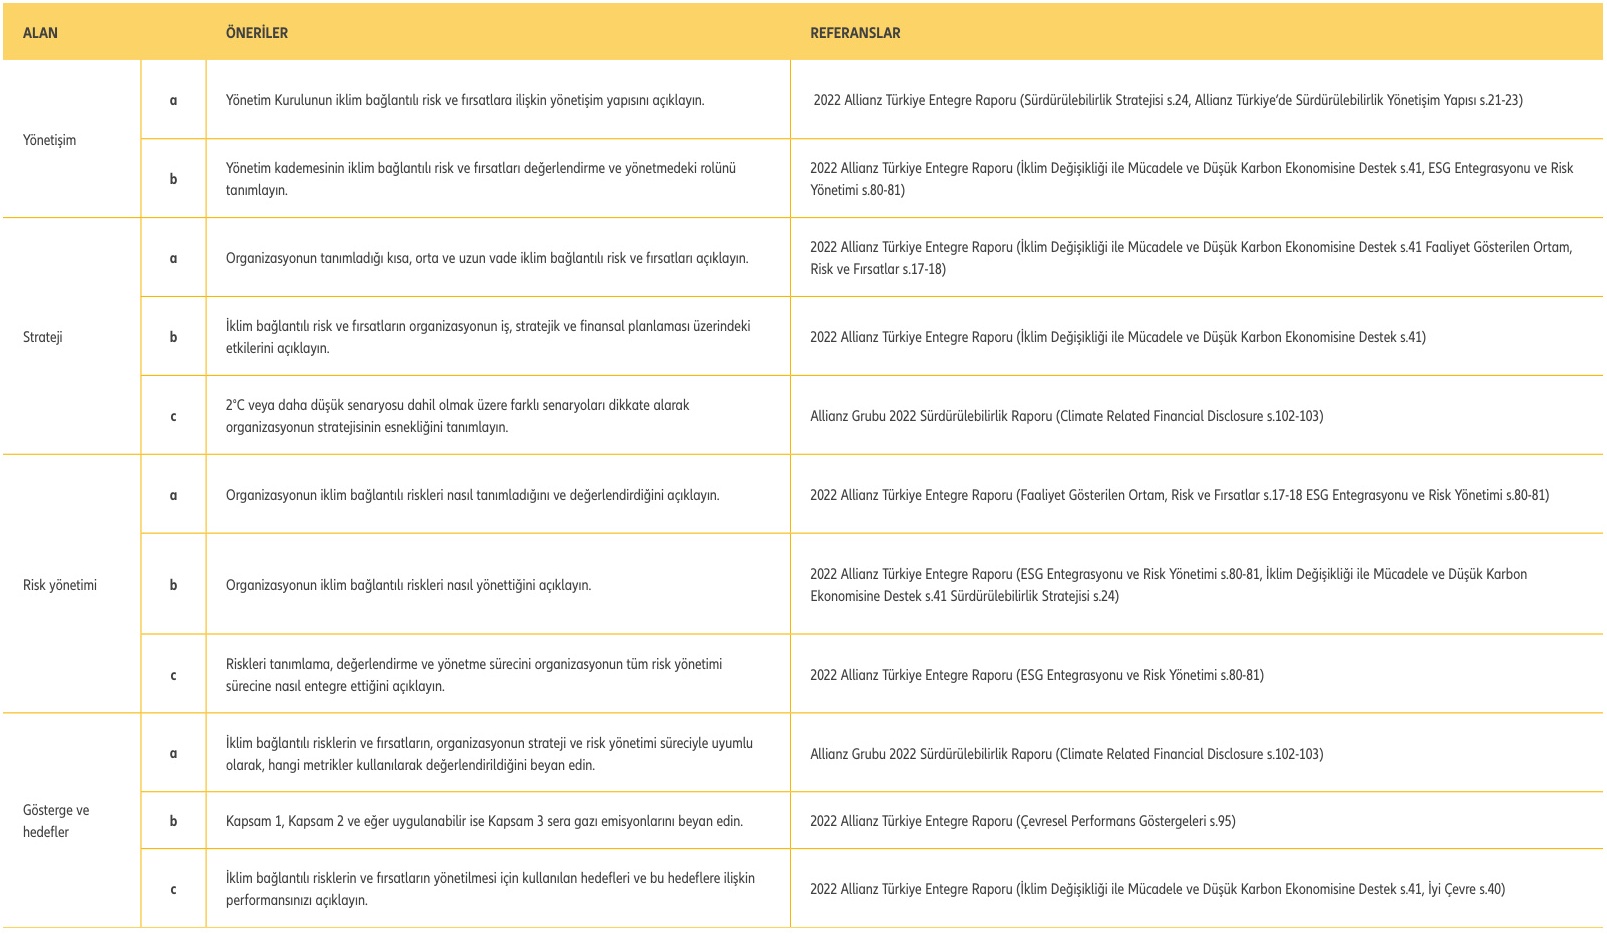 ALAN ÖNERİLER REFERANSLAR
Yönetişim
a
Yönetim Kurulunun iklim bağlantılı risk ve fırsatlara ilişkin yönetişim yapısını açıklayın.
2022 Allianz Türkiye Entegre Raporu (Sürdürülebilirlik Stratejisi s.24, Allianz Türkiye’de Sürdürülebilirlik Yönetişim Yapısı s.21-23)
b
Yönetim kademesinin iklim bağlantılı risk ve fırsatları değerlendirme ve yönetmedeki rolünü
tanımlayın.
2022 Allianz Türkiye Entegre Raporu (İklim Değişikliği ile Mücadele ve Düşük Karbon Ekonomisine Destek s.41, ESG Entegrasyonu ve Risk
Yönetimi s.80-81)
Strateji
a
Organizasyonun tanımladığı kısa, orta ve uzun vade iklim bağlantılı risk ve fırsatları açıklayın.
2022 Allianz Türkiye Entegre Raporu (İklim Değişikliği ile Mücadele ve Düşük Karbon Ekonomisine Destek s.41 Faaliyet Gösterilen Ortam,
Risk ve Fırsatlar s.17-18)
b
İklim bağlantılı risk ve fırsatların organizasyonun iş, stratejik ve finansal planlaması üzerindeki
etkilerini açıklayın.
2022 Allianz Türkiye Entegre Raporu (İklim Değişikliği ile Mücadele ve Düşük Karbon Ekonomisine Destek s.41)
c
2°C veya daha düşük senaryosu dahil olmak üzere farklı senaryoları dikkate alarak
organizasyonun stratejisinin esnekliğini tanımlayın.
Allianz Grubu 2022 Sürdürülebilirlik Raporu (Climate Related Financial Disclosure s.102-103)
Risk yönetimi
a
Organizasyonun iklim bağlantılı riskleri nasıl tanımladığını ve değerlendirdiğini açıklayın.
2022 Allianz Türkiye Entegre Raporu (Faaliyet Gösterilen Ortam, Risk ve Fırsatlar s.17-18 ESG Entegrasyonu ve Risk Yönetimi s.80-81)
b
Organizasyonun iklim bağlantılı riskleri nasıl yönettiğini açıklayın.
2022 Allianz Türkiye Entegre Raporu (ESG Entegrasyonu ve Risk Yönetimi s.80-81, İklim Değişikliği ile Mücadele ve Düşük Karbon
Ekonomisine Destek s.41 Sürdürülebilirlik Stratejisi s.24)
c
Riskleri tanımlama, değerlendirme ve yönetme sürecini organizasyonun tüm risk yönetimi
sürecine nasıl entegre ettiğini açıklayın.
2022 Allianz Türkiye Entegre Raporu (ESG Entegrasyonu ve Risk Yönetimi s.80-81)
Gösterge ve
hedefler
a
İklim bağlantılı risklerin ve fırsatların, organizasyonun strateji ve risk yönetimi süreciyle uyumlu
olarak, hangi metrikler kullanılarak değerlendirildiğini beyan edin.
Allianz Grubu 2022 Sürdürülebilirlik Raporu (Climate Related Financial Disclosure s.102-103)
b
Kapsam 1, Kapsam 2 ve eğer uygulanabilir ise Kapsam 3 sera gazı emisyonlarını beyan edin.
2022 Allianz Türkiye Entegre Raporu (Çevresel Performans Göstergeleri s.95)
c
İklim bağlantılı risklerin ve fırsatların yönetilmesi için kullanılan hedefleri ve bu hedeflere ilişkin
performansınızı açıklayın.
2022 Allianz Türkiye Entegre Raporu (İklim Değişikliği ile Mücadele ve Düşük Karbon Ekonomisine Destek s.41, İyi Çevre s.40)